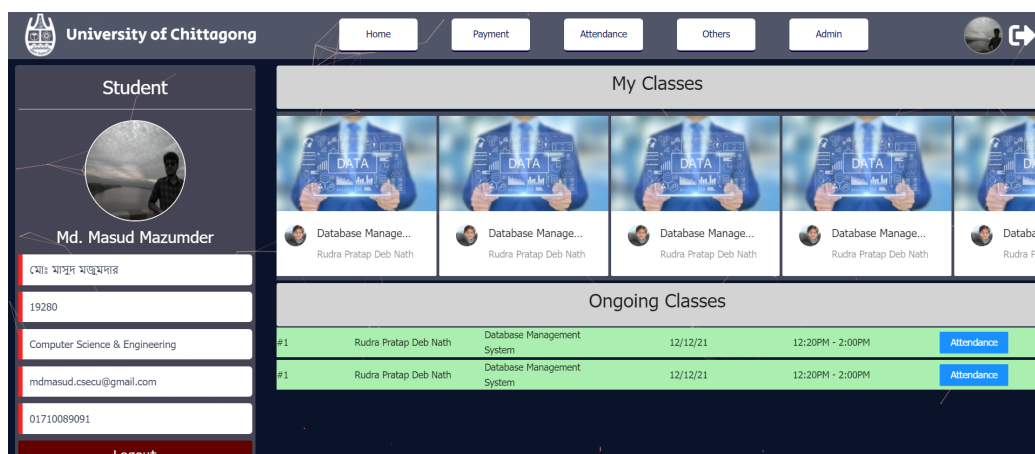 University of Chittagong
Home
Payment
Attendance
Others
Admin
Student
Md. Masud Mazumder
মোঃ মাসুদ মজুমদার
19280
Computer Science & Engineering
mdmasud.csecu@gmail.com
01710089091
Logout
My Classes
DATA
Database Manage...
Rudra Pratap Deb Nath
DATA
Database Manage...
Rudra Pratap Deb Nath
DATA
Database Manage...
Rudra Pratap Deb Nath
DATA
Database Manage...
Rudra Pratap Deb Nath
Ongoing Classes
#1 Rudra Pratap Deb Nath Database Management System 12/12/21 12:20PM - 2:00PM Attendance
#1 Rudra Pratap Deb Nath Database Management System 12/12/21 12:20PM - 2:00PM Attendance